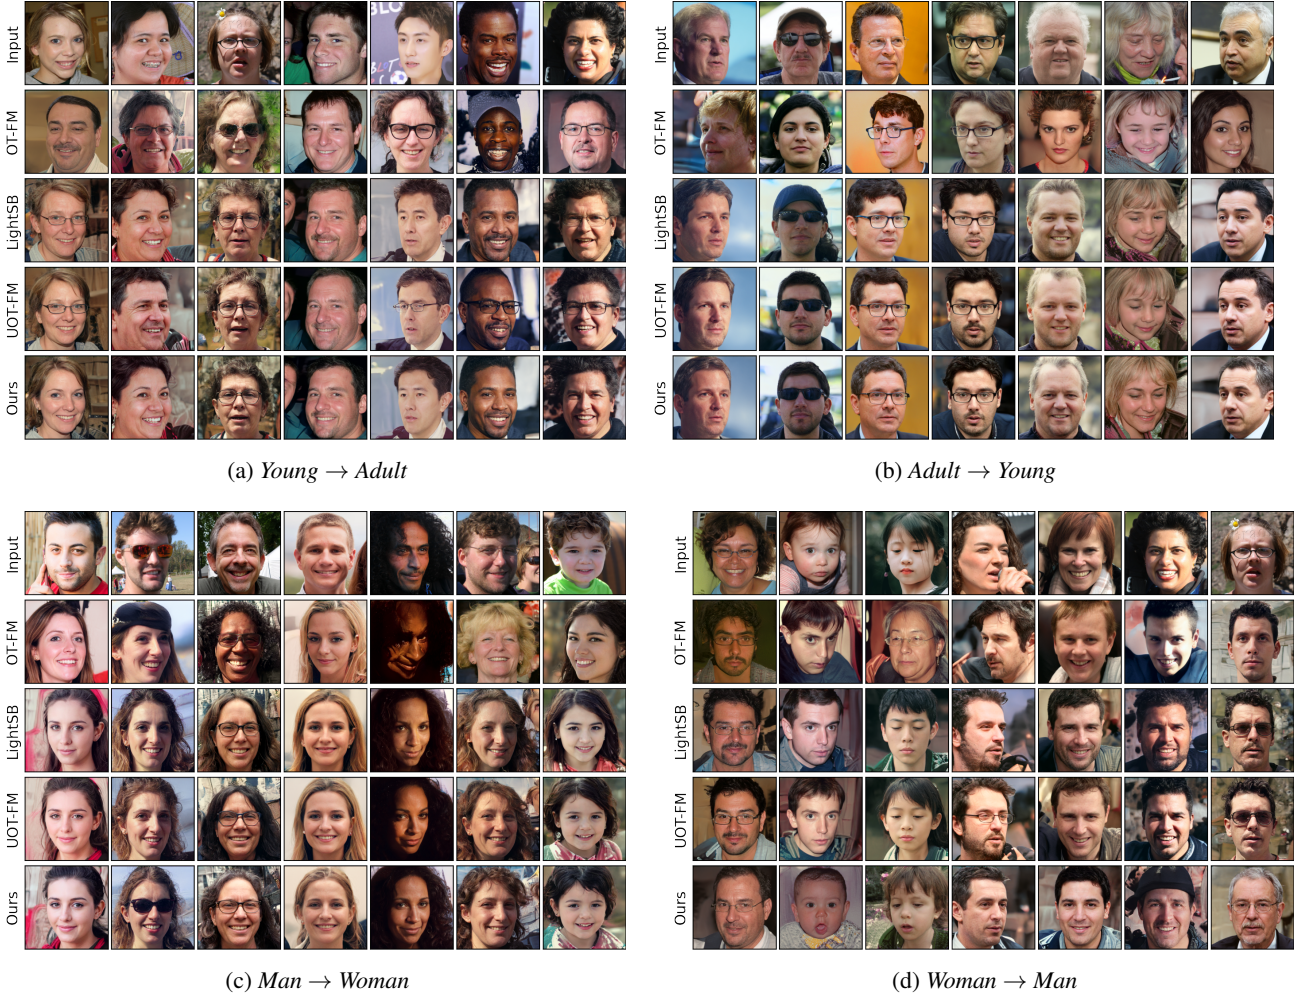 Input
OT-FM
LightSB
UOT-FM
Ours
(a) Young → Adult
Input
OT-FM
LightSB
UOT-FM
Ours
(b) Adult → Young
Input
OT-FM
LightSB
UOT-FM
Ours
(c) Man → Woman
Input
OT-FM
LightSB
UOT-FM
Ours
(d) Woman → Man